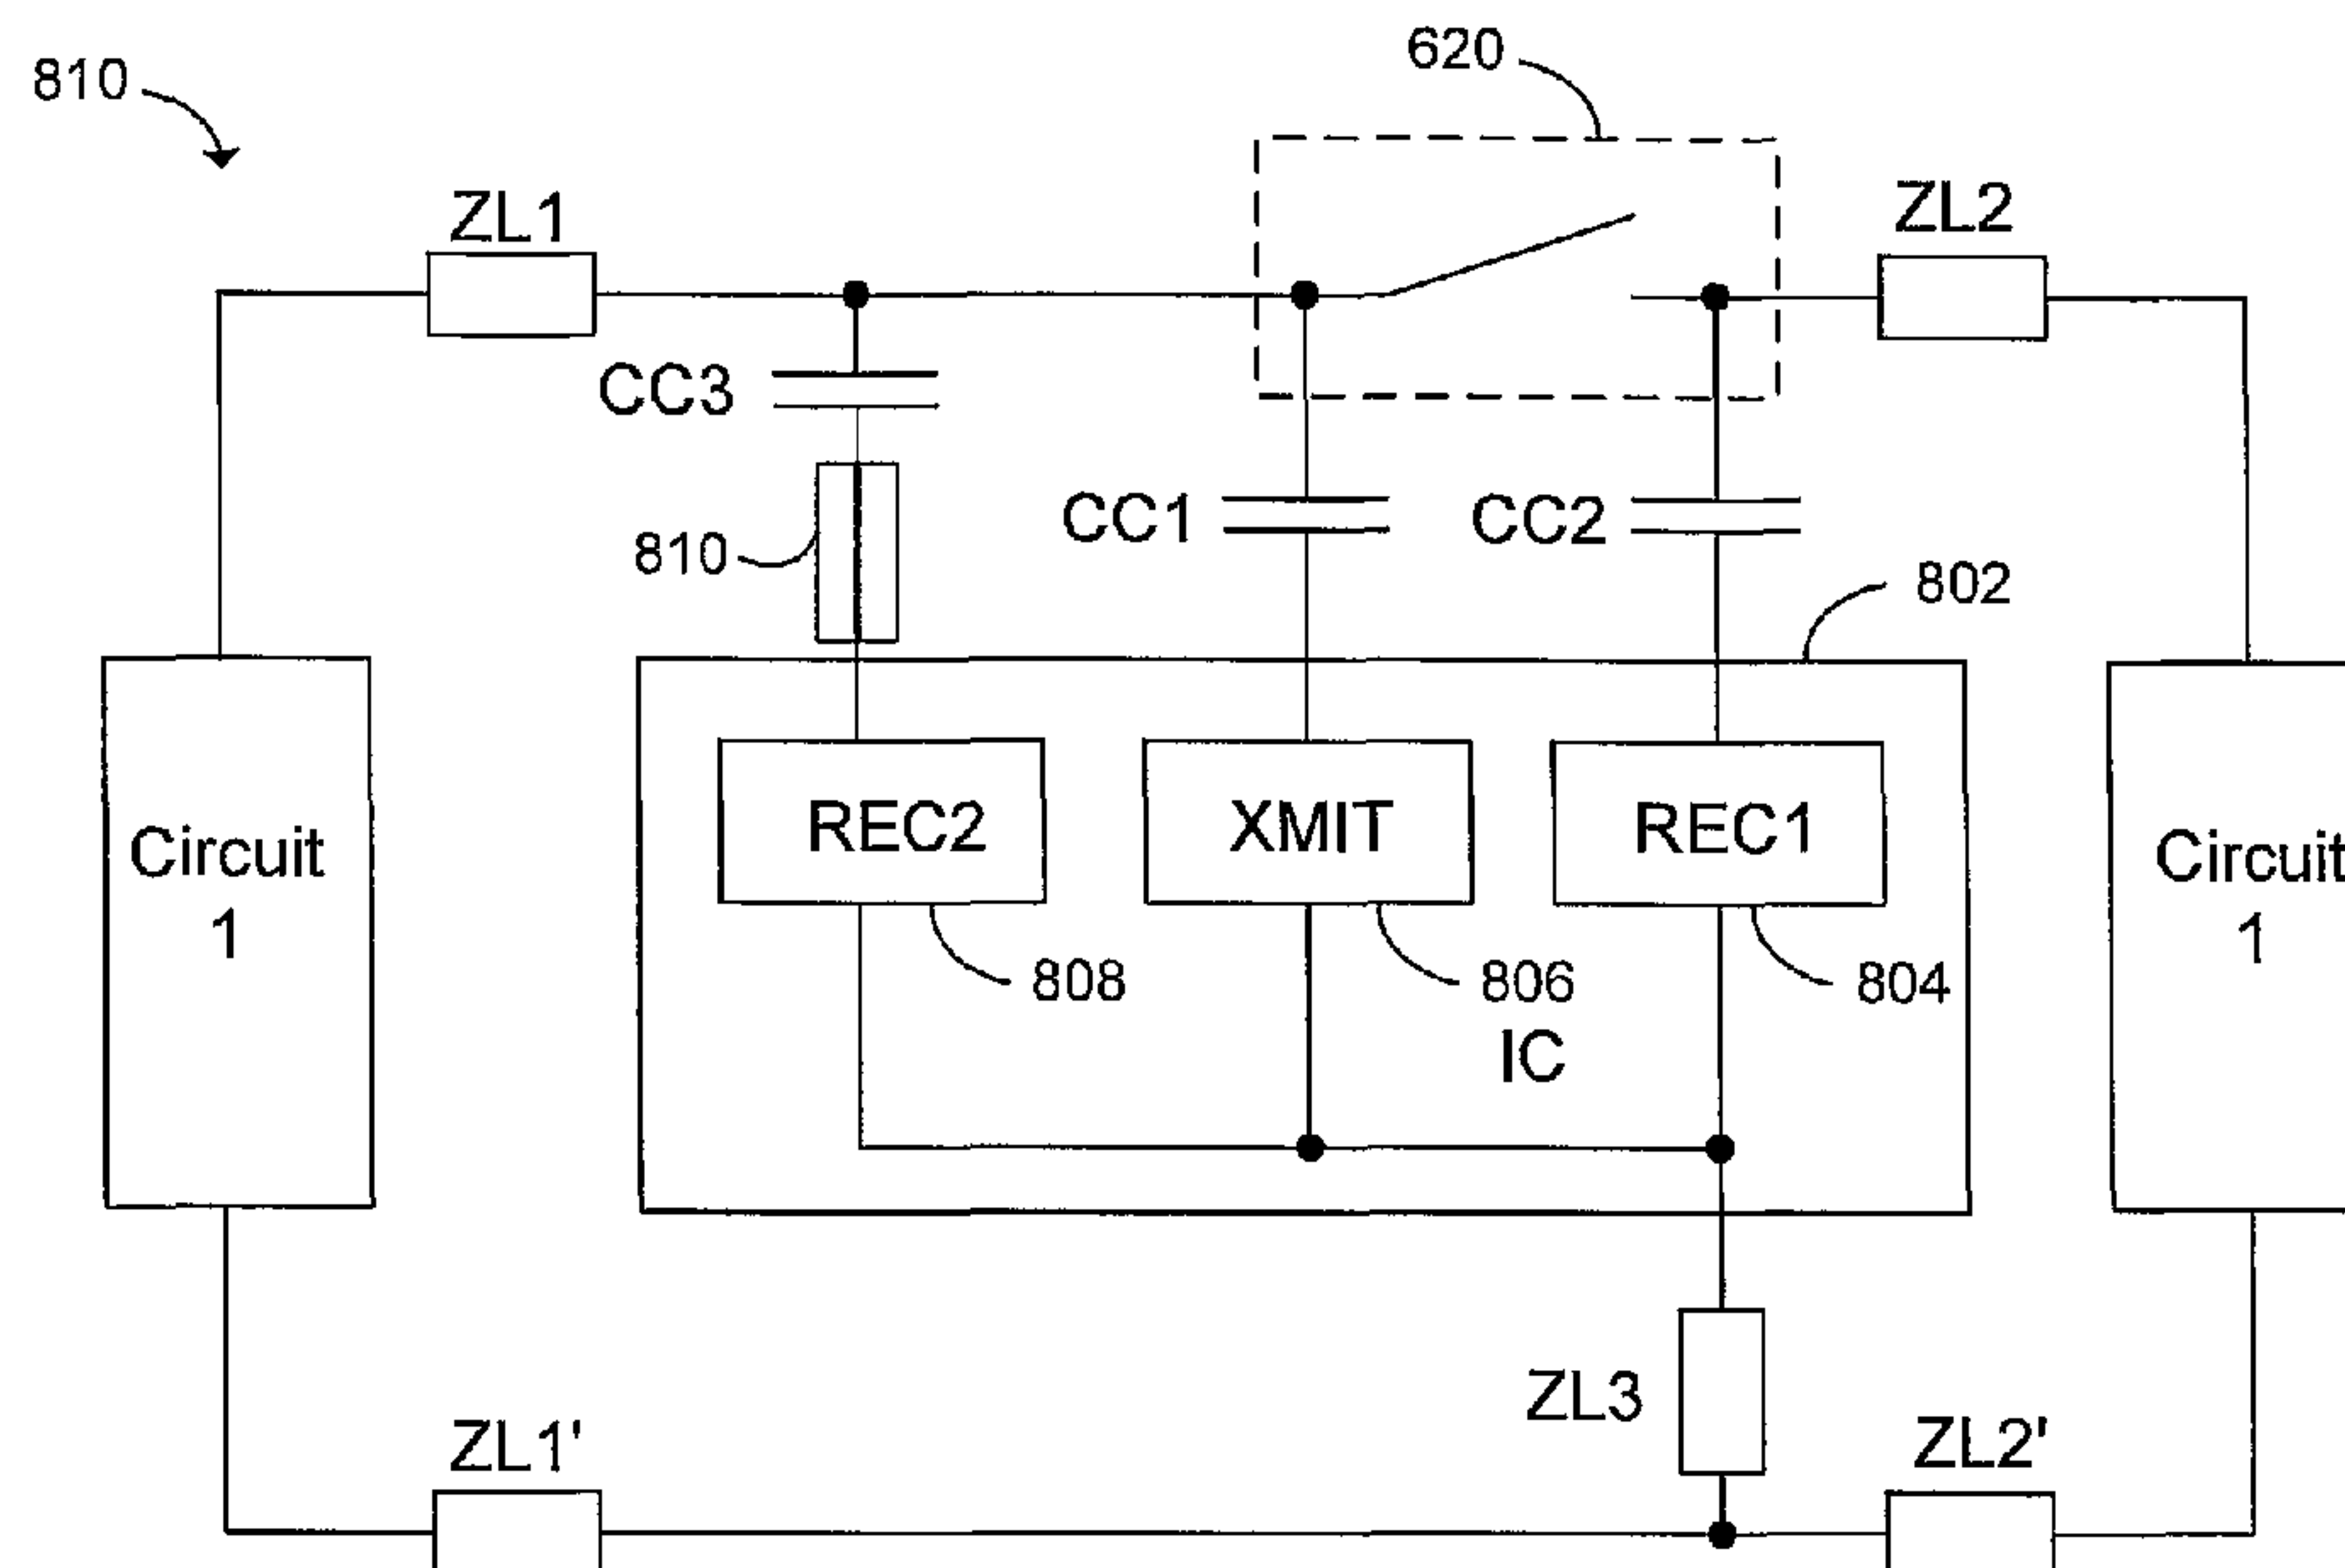 620
810
ZL1
ZL2
CC3
CC1
CC2
810
802
REC2
XMIT
REC1
Circuit
1
Circuit
1
808
806
804
IC
ZL3
ZL1'
ZL2'